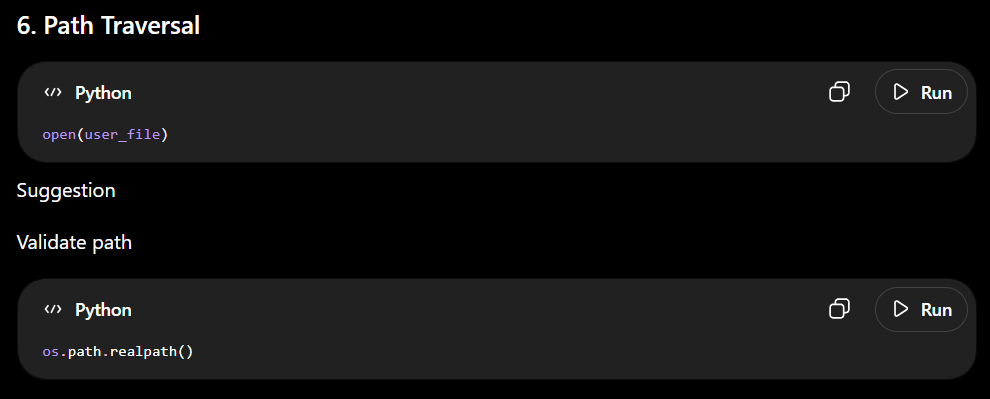 6. Path Traversal
Python
Run
open(user_file)
Suggestion
Validate path
Python
Run
os.path.realpath()